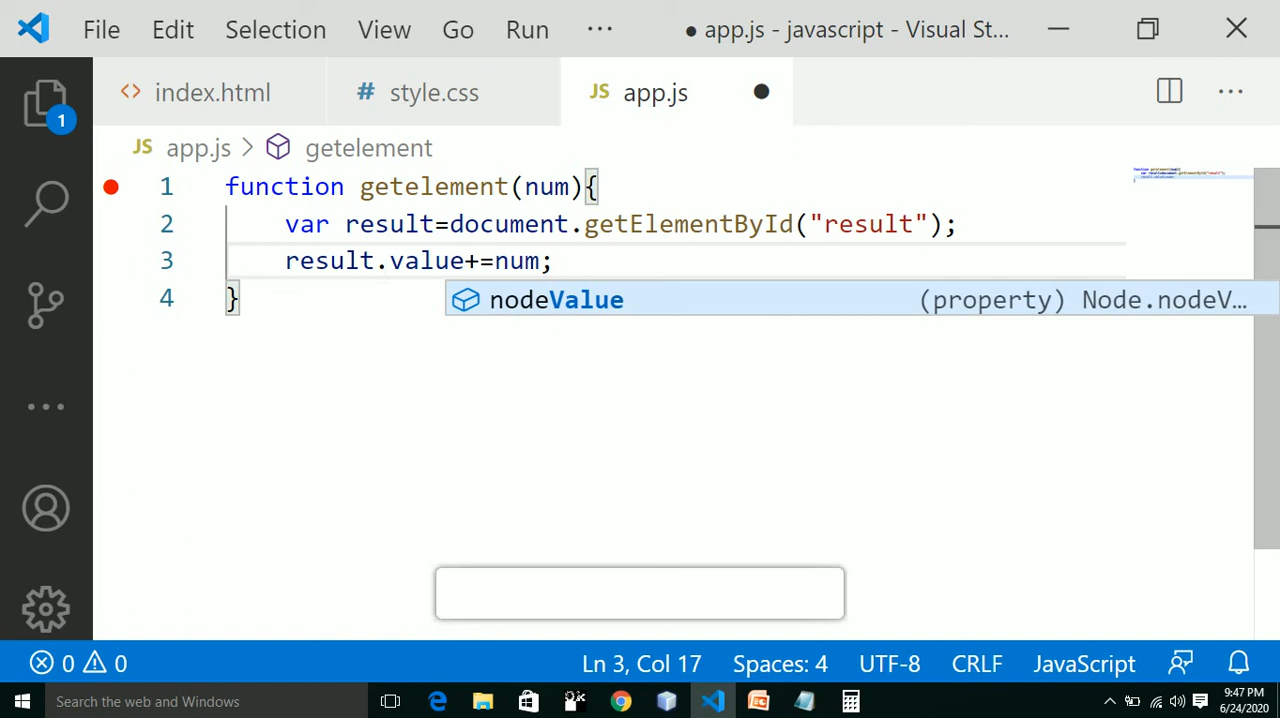 File Edit Selection View Go Run ··· ● app.js - javascript - Visual St...
<> index.html # style.css JS app.js ●
JS app.js > getelement
1 function getelement(num){
2 var result=document.getElementById("result");
3 result.value+=num;
4 }
nodeValue (property) Node.nodeV...
1
0 0 Ln 3, Col 17 Spaces: 4 UTF-8 CRLF JavaScript
Search the web and Windows
9:47 PM
6/24/2020